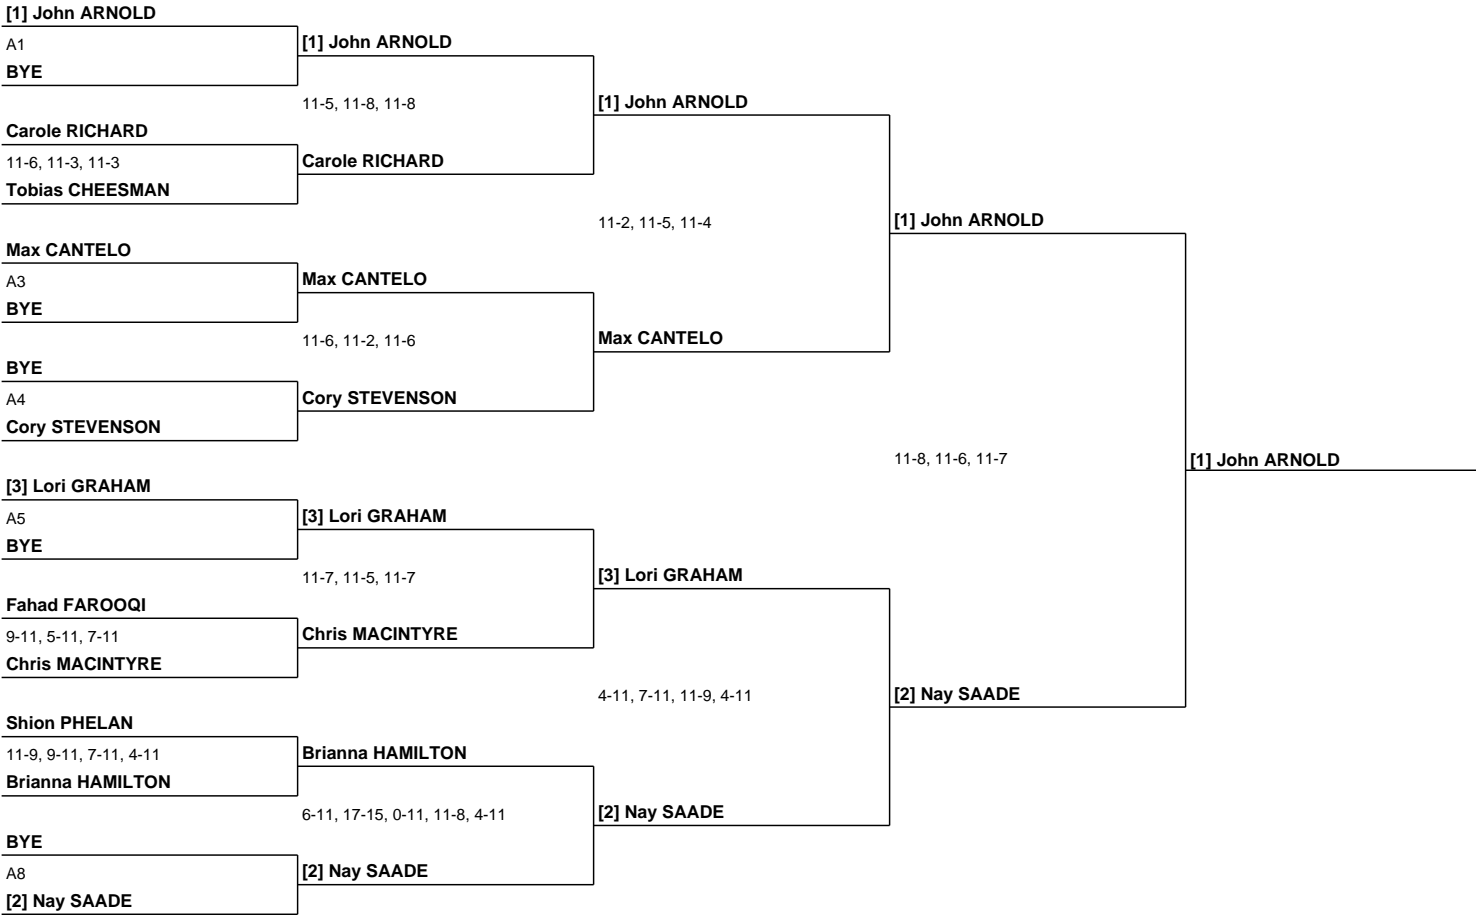 [1] John ARNOLD
A1
BYE
Carole RICHARD
11-6, 11-3, 11-3
Tobias CHEESMAN
Max CANTELO
A3
BYE
BYE
A4
Cory STEVENSON
[3] Lori GRAHAM
A5
BYE
Fahad FAROOQI
9-11, 5-11, 7-11
Chris MACINTYRE
Shion PHELAN
11-9, 9-11, 7-11, 4-11
Brianna HAMILTON
BYE
A8
[2] Nay SAADE
[1] John ARNOLD
11-5, 11-8, 11-8
Carole RICHARD
Max CANTELO
11-6, 11-2, 11-6
Cory STEVENSON
[3] Lori GRAHAM
11-7, 11-5, 11-7
Chris MACINTYRE
Brianna HAMILTON
6-11, 17-15, 0-11, 11-8, 4-11
[2] Nay SAADE
[1] John ARNOLD
11-2, 11-5, 11-4
Max CANTELO
[3] Lori GRAHAM
4-11, 7-11, 11-9, 4-11
[2] Nay SAADE
[1] John ARNOLD
11-8, 11-6, 11-7
[2] Nay SAADE
[1] John ARNOLD